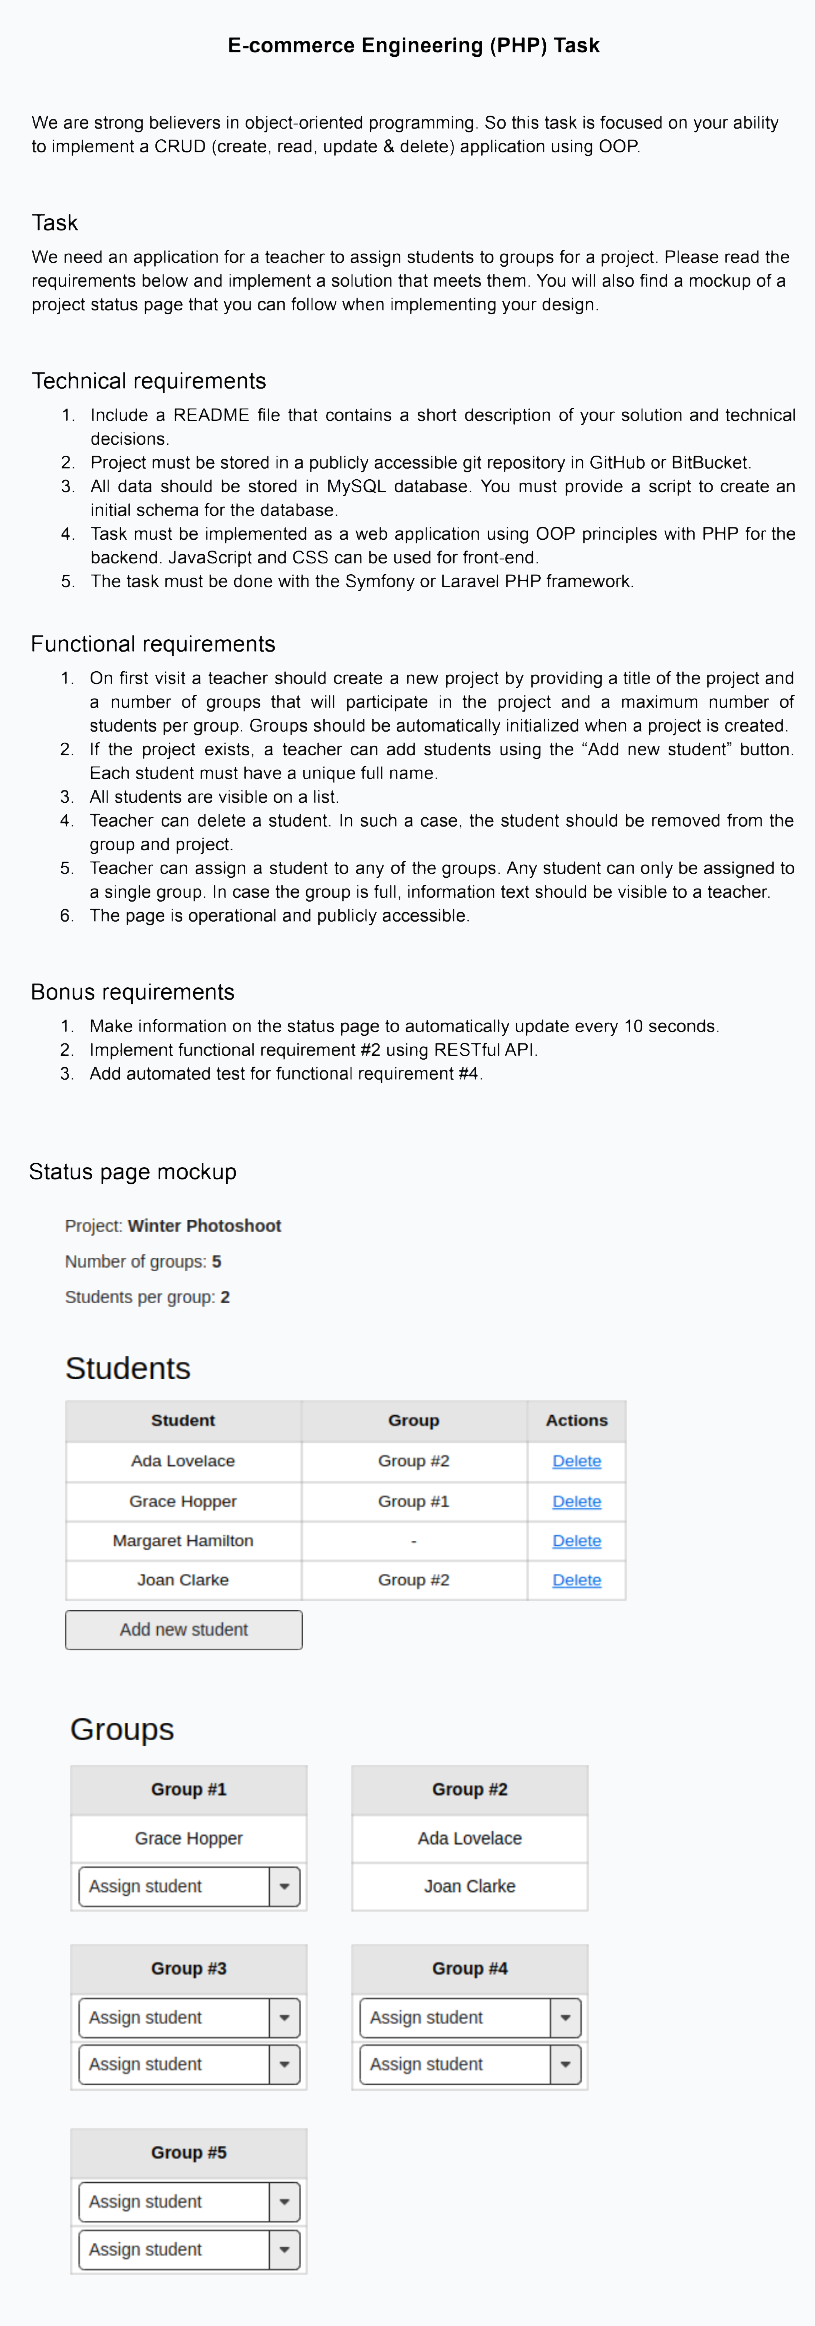 E-commerce Engineering (PHP) Task
We are strong believers in object-oriented programming. So this task is focused on your ability
to implement a CRUD (create, read, update & delete) application using OOP.
Task
We need an application for a teacher to assign students to groups for a project. Please read the
requirements below and implement a solution that meets them. You will also find a mockup of a
project status page that you can follow when implementing your design.
Technical requirements
1. Include a README file that contains a short description of your solution and technical
decisions.
2. Project must be stored in a publicly accessible git repository in GitHub or BitBucket.
3. All data should be stored in MySQL database. You must provide a script to create an
initial schema for the database.
4. Task must be implemented as a web application using OOP principles with PHP for the
backend. JavaScript and CSS can be used for front-end.
5. The task must be done with the Symfony or Laravel PHP framework.
Functional requirements
1. On first visit a teacher should create a new project by providing a title of the project and
a number of groups that will participate in the project and a maximum number of
students per group. Groups should be automatically initialized when a project is created.
2. If the project exists, a teacher can add students using the “Add new student” button.
Each student must have a unique full name.
3. All students are visible on a list.
4. Teacher can delete a student. In such a case, the student should be removed from the
group and project.
5. Teacher can assign a student to any of the groups. Any student can only be assigned to
a single group. In case the group is full, information text should be visible to a teacher.
6. The page is operational and publicly accessible.
Bonus requirements
1. Make information on the status page to automatically update every 10 seconds.
2. Implement functional requirement #2 using RESTful API.
3. Add automated test for functional requirement #4.
Status page mockup
Project: Winter Photoshoot
Number of groups: 5
Students per group: 2
Students
Student Group Actions
Ada Lovelace Group #2 Delete
Grace Hopper Group #1 Delete
Margaret Hamilton - Delete
Joan Clarke Group #2 Delete
Add new student
Groups
Group #1 Group #2
Grace Hopper Ada Lovelace
Assign student Joan Clarke
Group #3 Group #4
Assign student Assign student
Assign student Assign student
Group #5
Assign student
Assign student